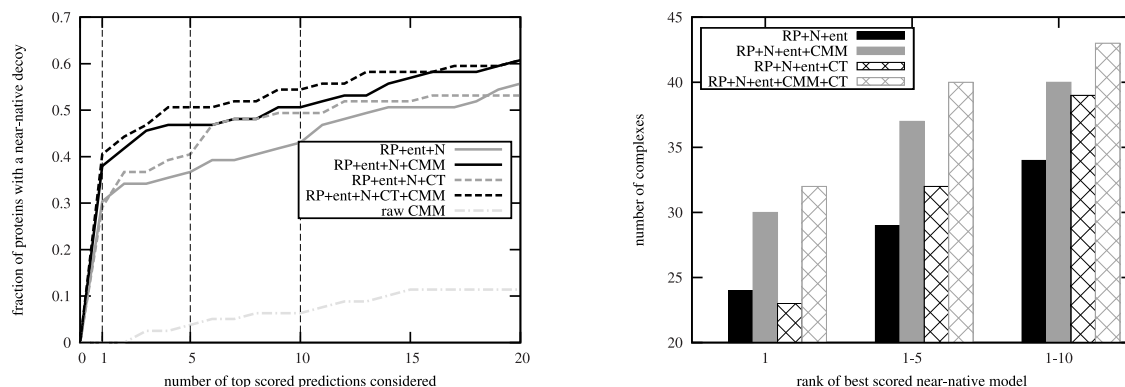 fraction of proteins with a near-native decoy
0.7
0.6
0.5
0.4
0.3
0.2
0.1
0
0 1 5 10 15 20
number of top scored predictions considered
RP+ent+N
RP+ent+N+CMM
RP+ent+N+CT
RP+ent+N+CT+CMM
raw CMM
number of complexes
40
35
30
25
20
1 1-5 1-10
rank of best scored near-native model
RP+N+ent
RP+N+ent+CMM
RP+N+ent+CT
RP+N+ent+CMM+CT